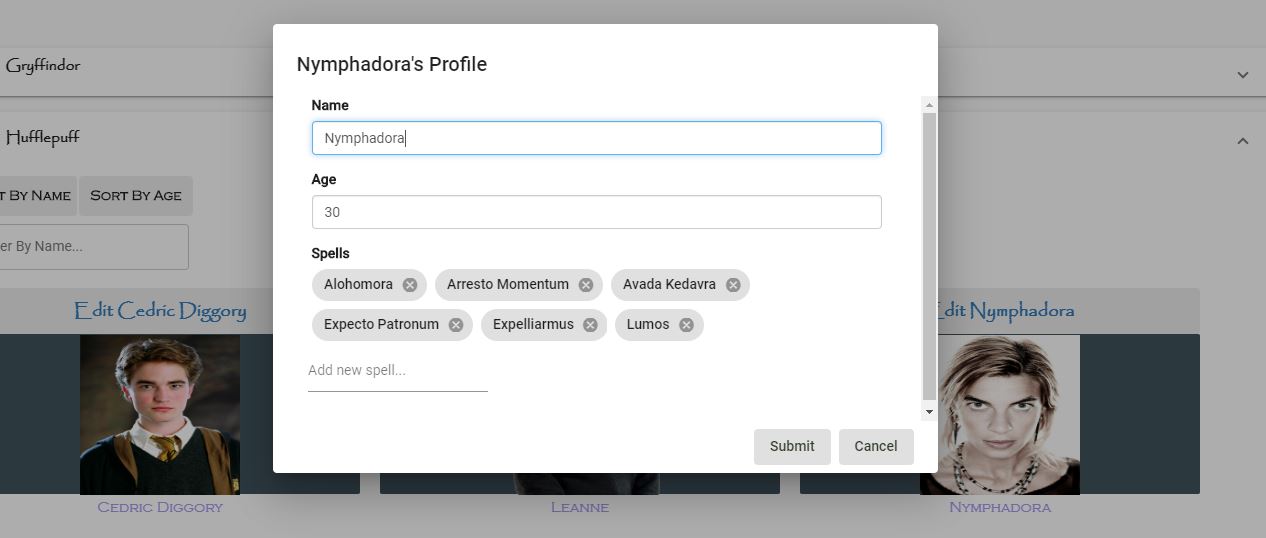 Nymphadora's Profile
Gryffindor
Name
Nymphadora
Hufflepuff
Age
T BY NAME
SORT BY AGE
30
er By Name...
Spells
Alohomora
Arresto Momentum
Avada Kedavra
Edit Cedric Diggory
dit Nymphadora
Expecto Patronum
Expelliarmus
Lumos
Add new spell...
Submit
Cancel
CEDRIC DIGGORY
LEANNE
NYMPHADORA